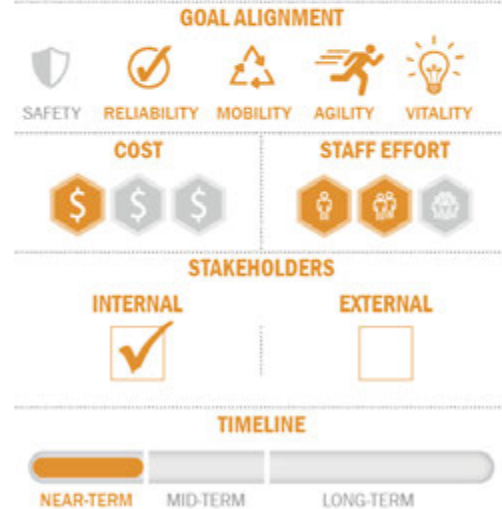 GOAL ALIGNMENT
SAFETY RELIABILITY MOBILITY AGILITY VITALITY
COST STAFF EFFORT
$ $ $
STAKEHOLDERS
INTERNAL EXTERNAL
TIMELINE
NEAR-TERM MID-TERM LONG-TERM